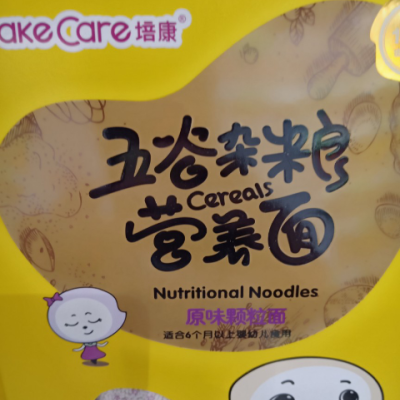 ake Care 培康®
五谷杂粮
Cereals
营养面
Nutritional Noodles
原味颗粒面
适合6个月以上婴幼儿食用